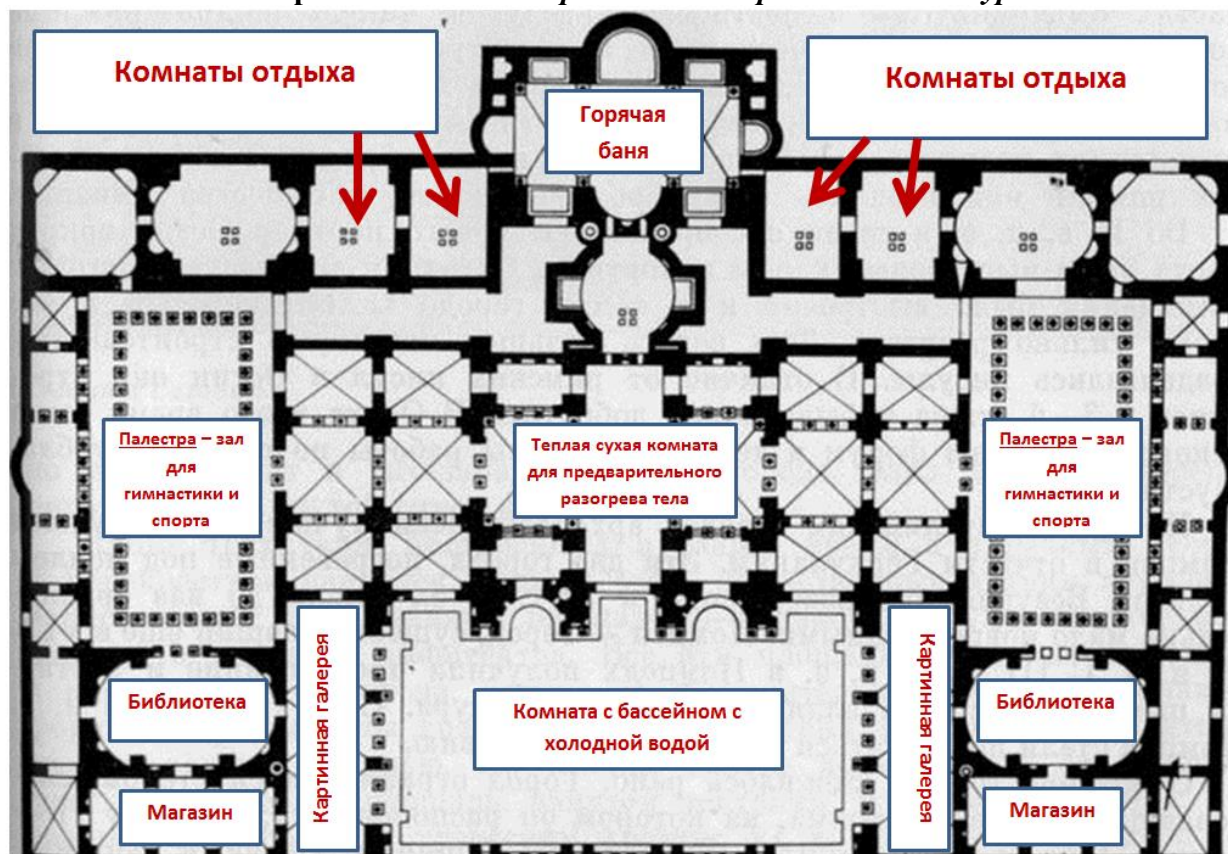 Комнаты отдыха
Комнаты отдыха
Горячая
баня
Палестра – зал
для
гимнастики и
спорта
Теплая сухая комната
для предварительного
разогрева тела
Палестра – зал
для
гимнастики и
спорта
Картинная галерея
Картинная галерея
Библиотека
Комната с бассейном с
холодной водой
Библиотека
Магазин
Магазин